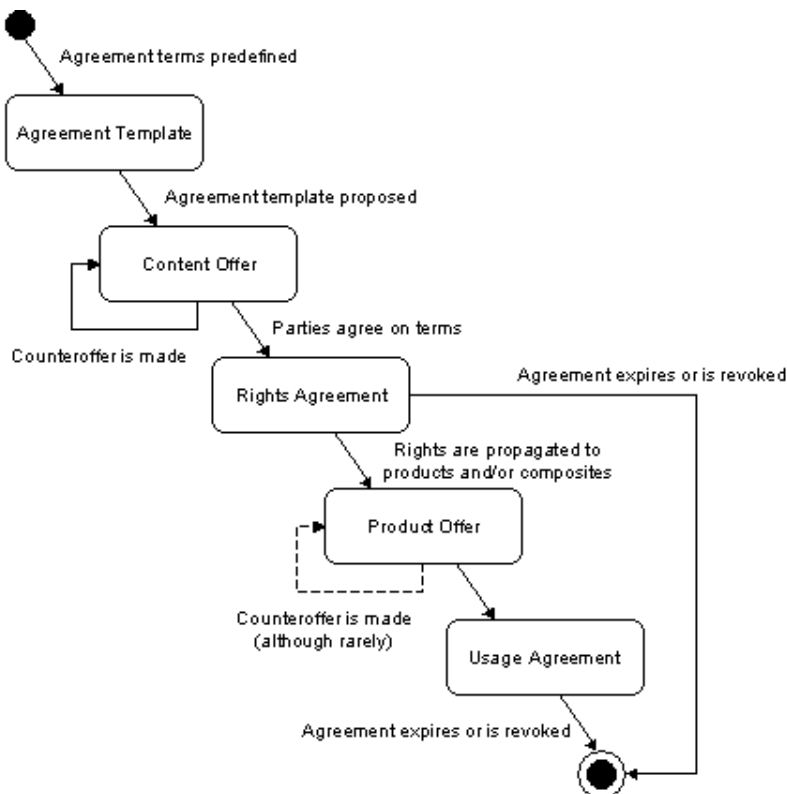 Agreement terms predefined
Agreement Template
Agreement template proposed
Content Offer
Counteroffer is made
Parties agree on terms
Rights Agreement
Agreement expires or is revoked
Rights are propagated to
products and/or composites
Product Offer
Counteroffer is made
(although rarely)
Usage Agreement
Agreement expires or is revoked